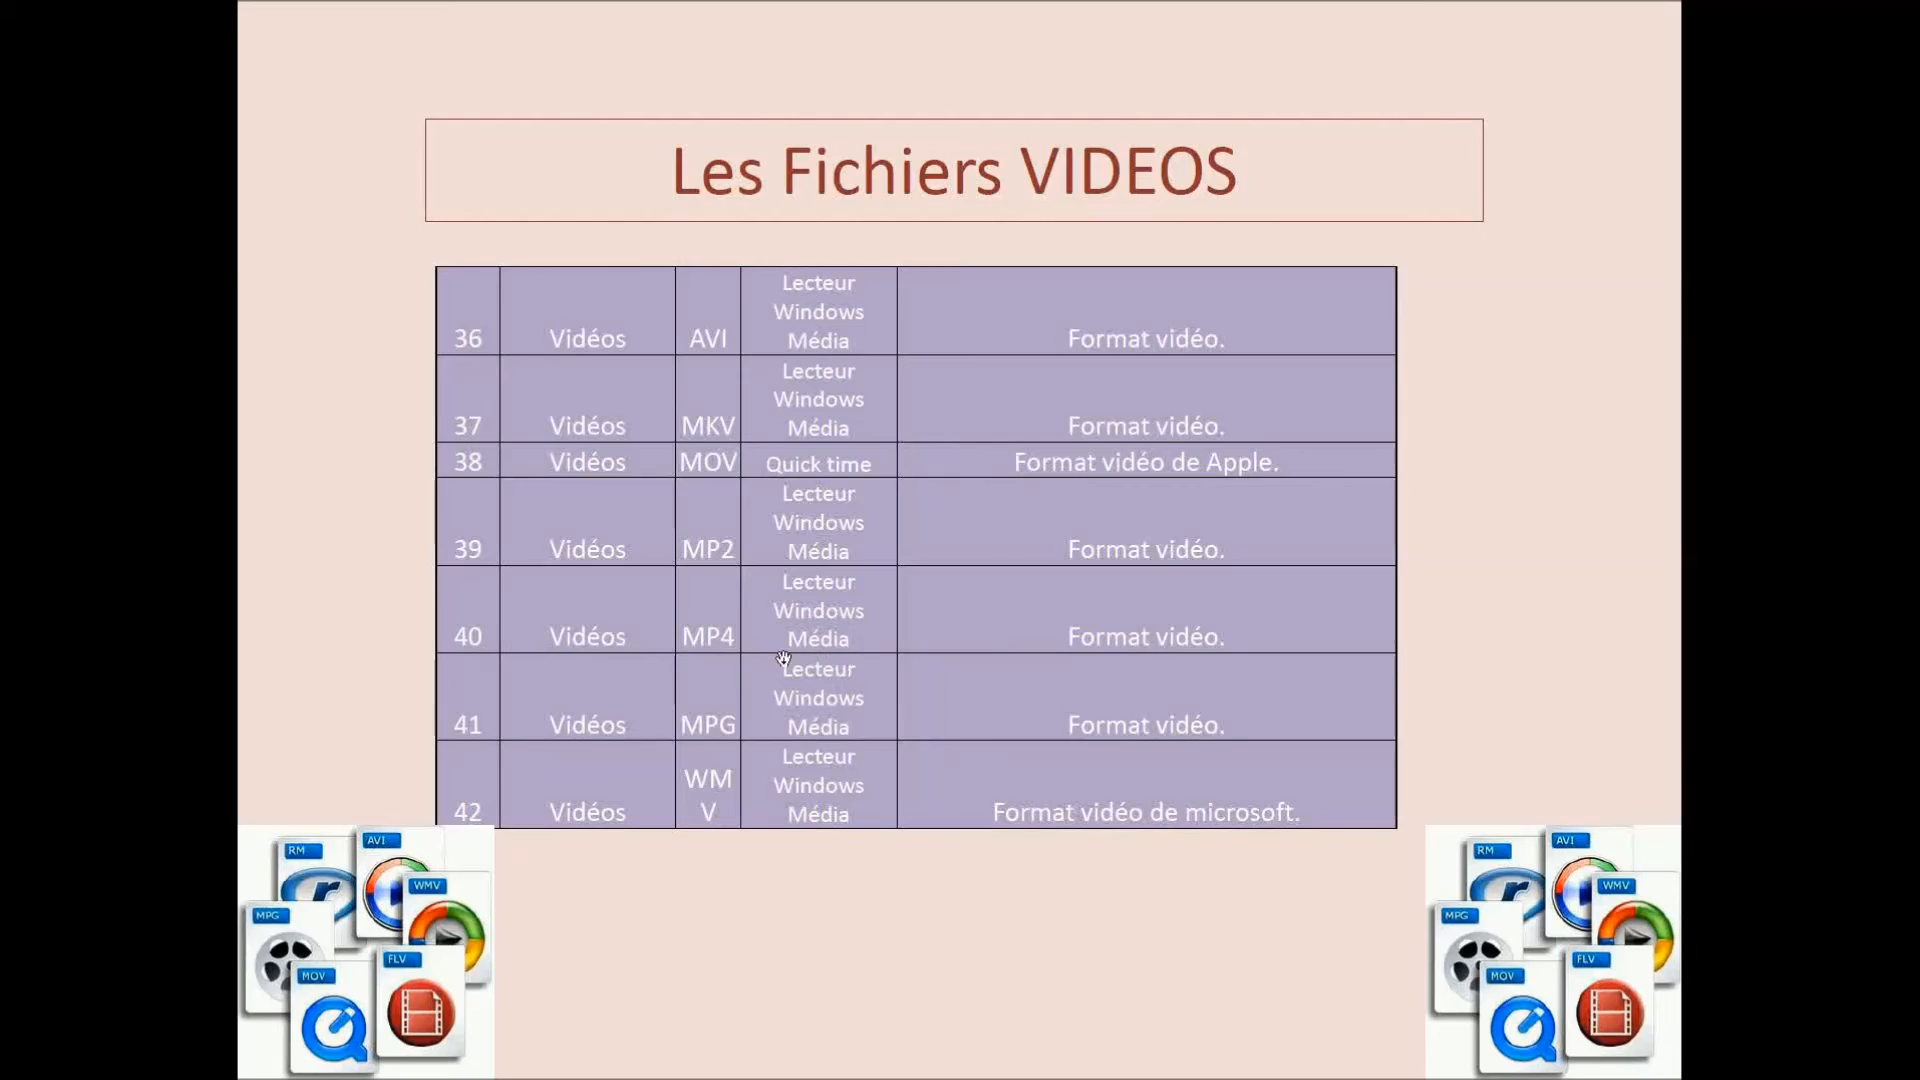 Les Fichiers VIDEOS
36 Vidéos AVI Lecteur Windows Média Format vidéo.
37 Vidéos MKV Lecteur Windows Média Format vidéo.
38 Vidéos MOV Quick time Format vidéo de Apple.
39 Vidéos MP2 Lecteur Windows Média Format vidéo.
40 Vidéos MP4 Lecteur Windows Média Format vidéo.
41 Vidéos MPG Lecteur Windows Média Format vidéo.
42 Vidéos WM V Lecteur Windows Média Format vidéo de microsoft.
RM
AVI
WMV
MPG
FLV
MOV
RM
AVI
WMV
MPG
FLV
MOV